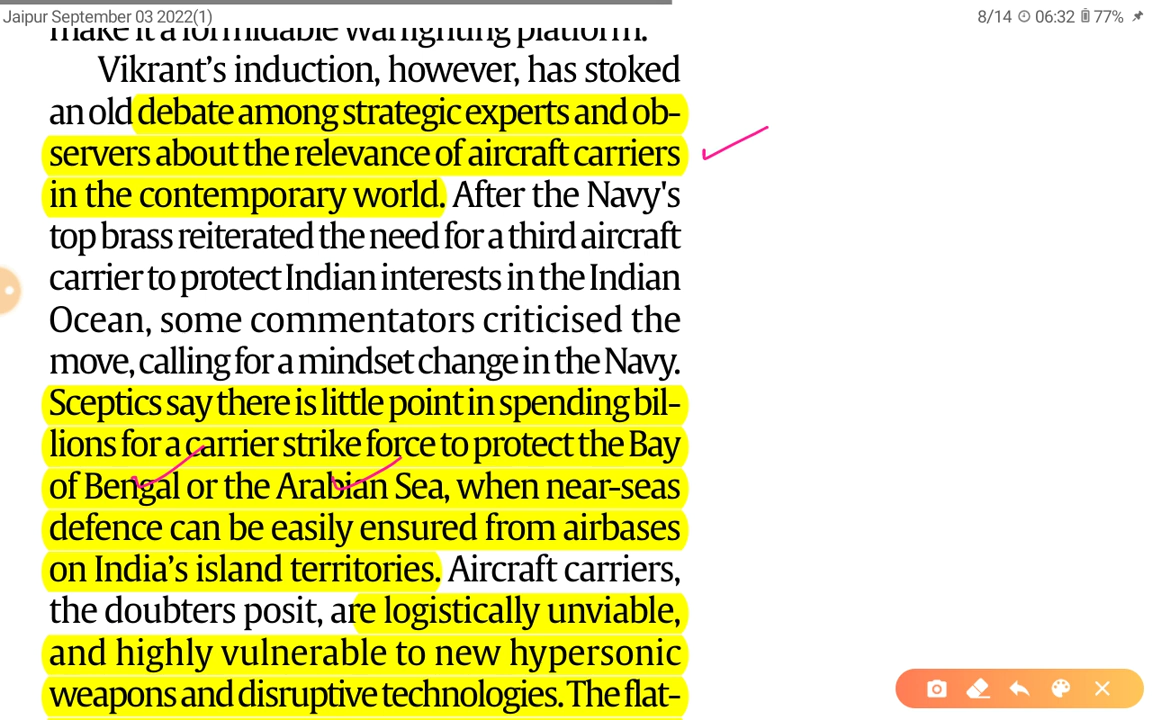 Jaipur September 03 2022(1)
8/14 06:32 77%
make it a formidable warfighting platform.
Vikrant’s induction, however, has stoked
an old debate among strategic experts and ob-
servers about the relevance of aircraft carriers
in the contemporary world. After the Navy's
top brass reiterated the need for a third aircraft
carrier to protect Indian interests in the Indian
Ocean, some commentators criticised the
move, calling for a mindset change in the Navy.
Sceptics say there is little point in spending bil-
lions for a carrier strike force to protect the Bay
of Bengal or the Arabian Sea, when near-seas
defence can be easily ensured from airbases
on India’s island territories. Aircraft carriers,
the doubters posit, are logistically unviable,
and highly vulnerable to new hypersonic
weapons and disruptive technologies. The flat-